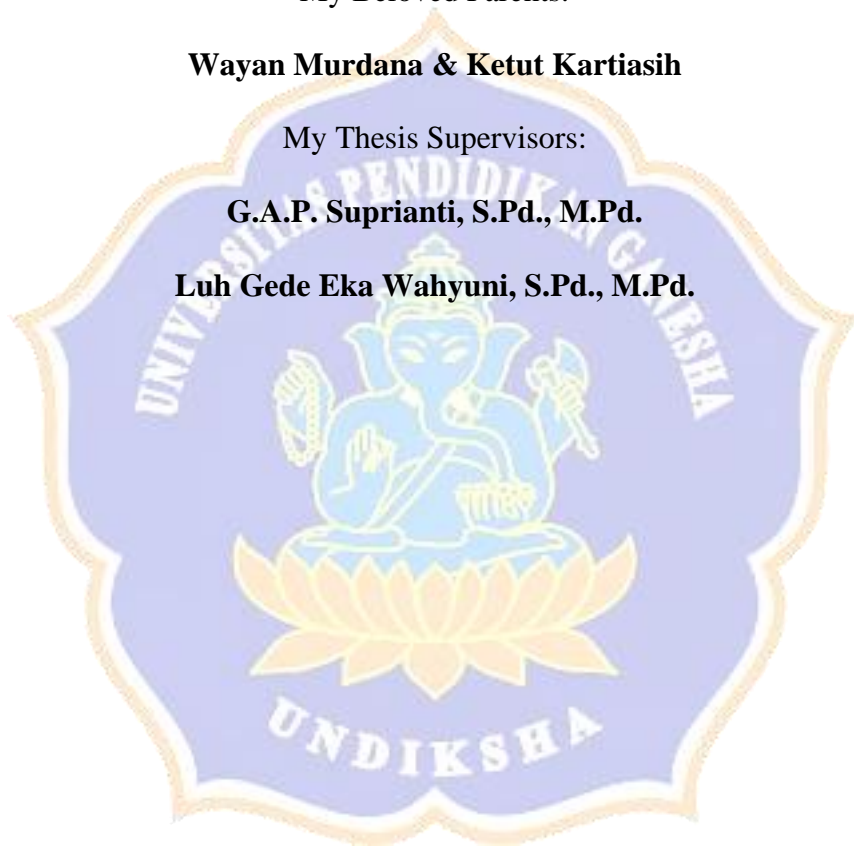 My Beloved Parents:
Wayan Murdana & Ketut Kartiasih
My Thesis Supervisors:
G.A.P. Suprianti, S.Pd., M.Pd.
Luh Gede Eka Wahyuni, S.Pd., M.Pd.
UNIVERSITAS PENDIDIKAN GANESHA
UNDIKSHA